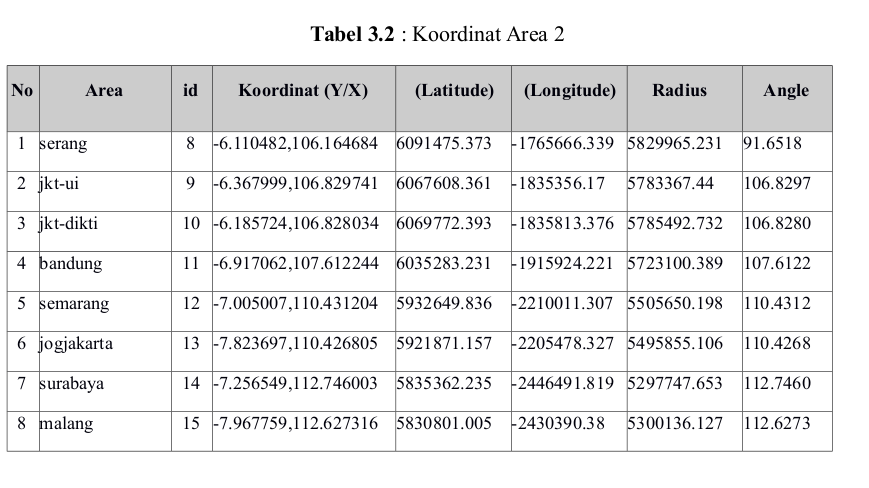 Tabel 3.2 : Koordinat Area 2
No Area id Koordinat (Y/X) (Latitude) (Longitude) Radius Angle
1 serang 8 -6.110482,106.164684 6091475.373 -1765666.339 5829965.231 91.6518
2 jkt-ui 9 -6.367999,106.829741 6067608.361 -1835356.17 5783367.44 106.8297
3 jkt-dikti 10 -6.185724,106.828034 6069772.393 -1835813.376 5785492.732 106.8280
4 bandung 11 -6.917062,107.612244 6035283.231 -1915924.221 5723100.389 107.6122
5 semarang 12 -7.005007,110.431204 5932649.836 -2210011.307 5505650.198 110.4312
6 jogjakarta 13 -7.823697,110.426805 5921871.157 -2205478.327 5495855.106 110.4268
7 surabaya 14 -7.256549,112.746003 5835362.235 -2446491.819 5297747.653 112.7460
8 malang 15 -7.967759,112.627316 5830801.005 -2430390.38 5300136.127 112.6273